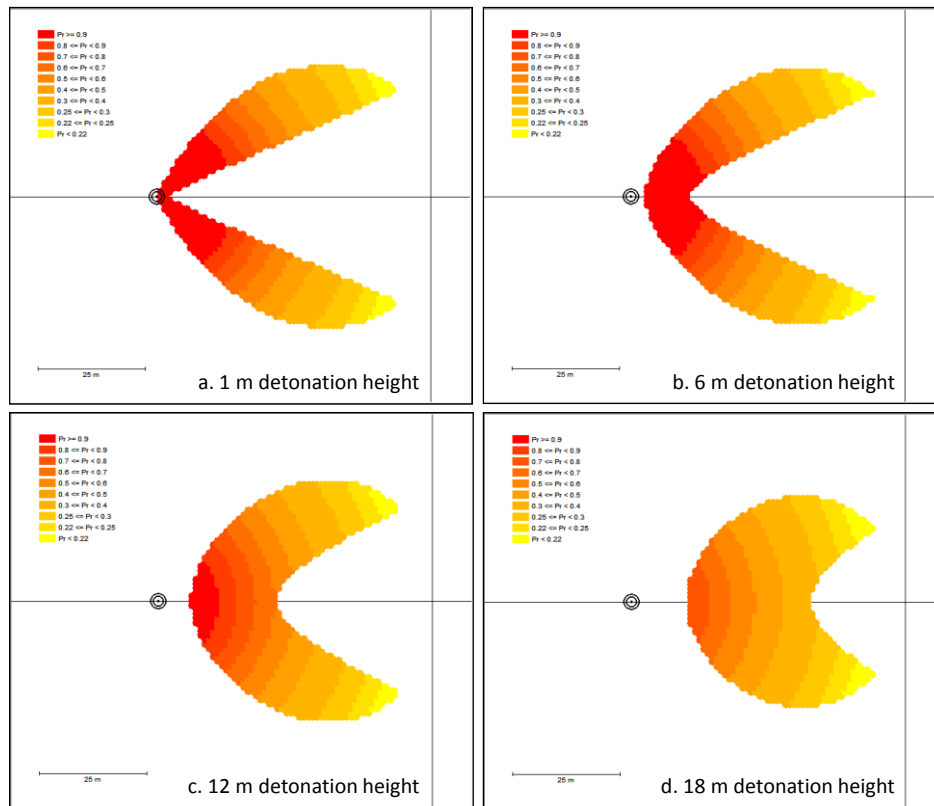 Pr >= 0.9
0.8 <= Pr < 0.9
0.7 <= Pr < 0.8
0.6 <= Pr < 0.7
0.5 <= Pr < 0.6
0.4 <= Pr < 0.5
0.3 <= Pr < 0.4
0.25 <= Pr < 0.3
0.22 <= Pr < 0.25
Pr < 0.22
25 m
a. 1 m detonation height
Pr >= 0.9
0.8 <= Pr < 0.9
0.7 <= Pr < 0.8
0.6 <= Pr < 0.7
0.5 <= Pr < 0.6
0.4 <= Pr < 0.5
0.3 <= Pr < 0.4
0.25 <= Pr < 0.3
0.22 <= Pr < 0.25
Pr < 0.22
25 m
b. 6 m detonation height
Pr >= 0.9
0.8 <= Pr < 0.9
0.7 <= Pr < 0.8
0.6 <= Pr < 0.7
0.5 <= Pr < 0.6
0.4 <= Pr < 0.5
0.3 <= Pr < 0.4
0.25 <= Pr < 0.3
0.22 <= Pr < 0.25
Pr < 0.22
25 m
c. 12 m detonation height
Pr >= 0.9
0.8 <= Pr < 0.9
0.7 <= Pr < 0.8
0.6 <= Pr < 0.7
0.5 <= Pr < 0.6
0.4 <= Pr < 0.5
0.3 <= Pr < 0.4
0.25 <= Pr < 0.3
0.22 <= Pr < 0.25
Pr < 0.22
25 m
d. 18 m detonation height